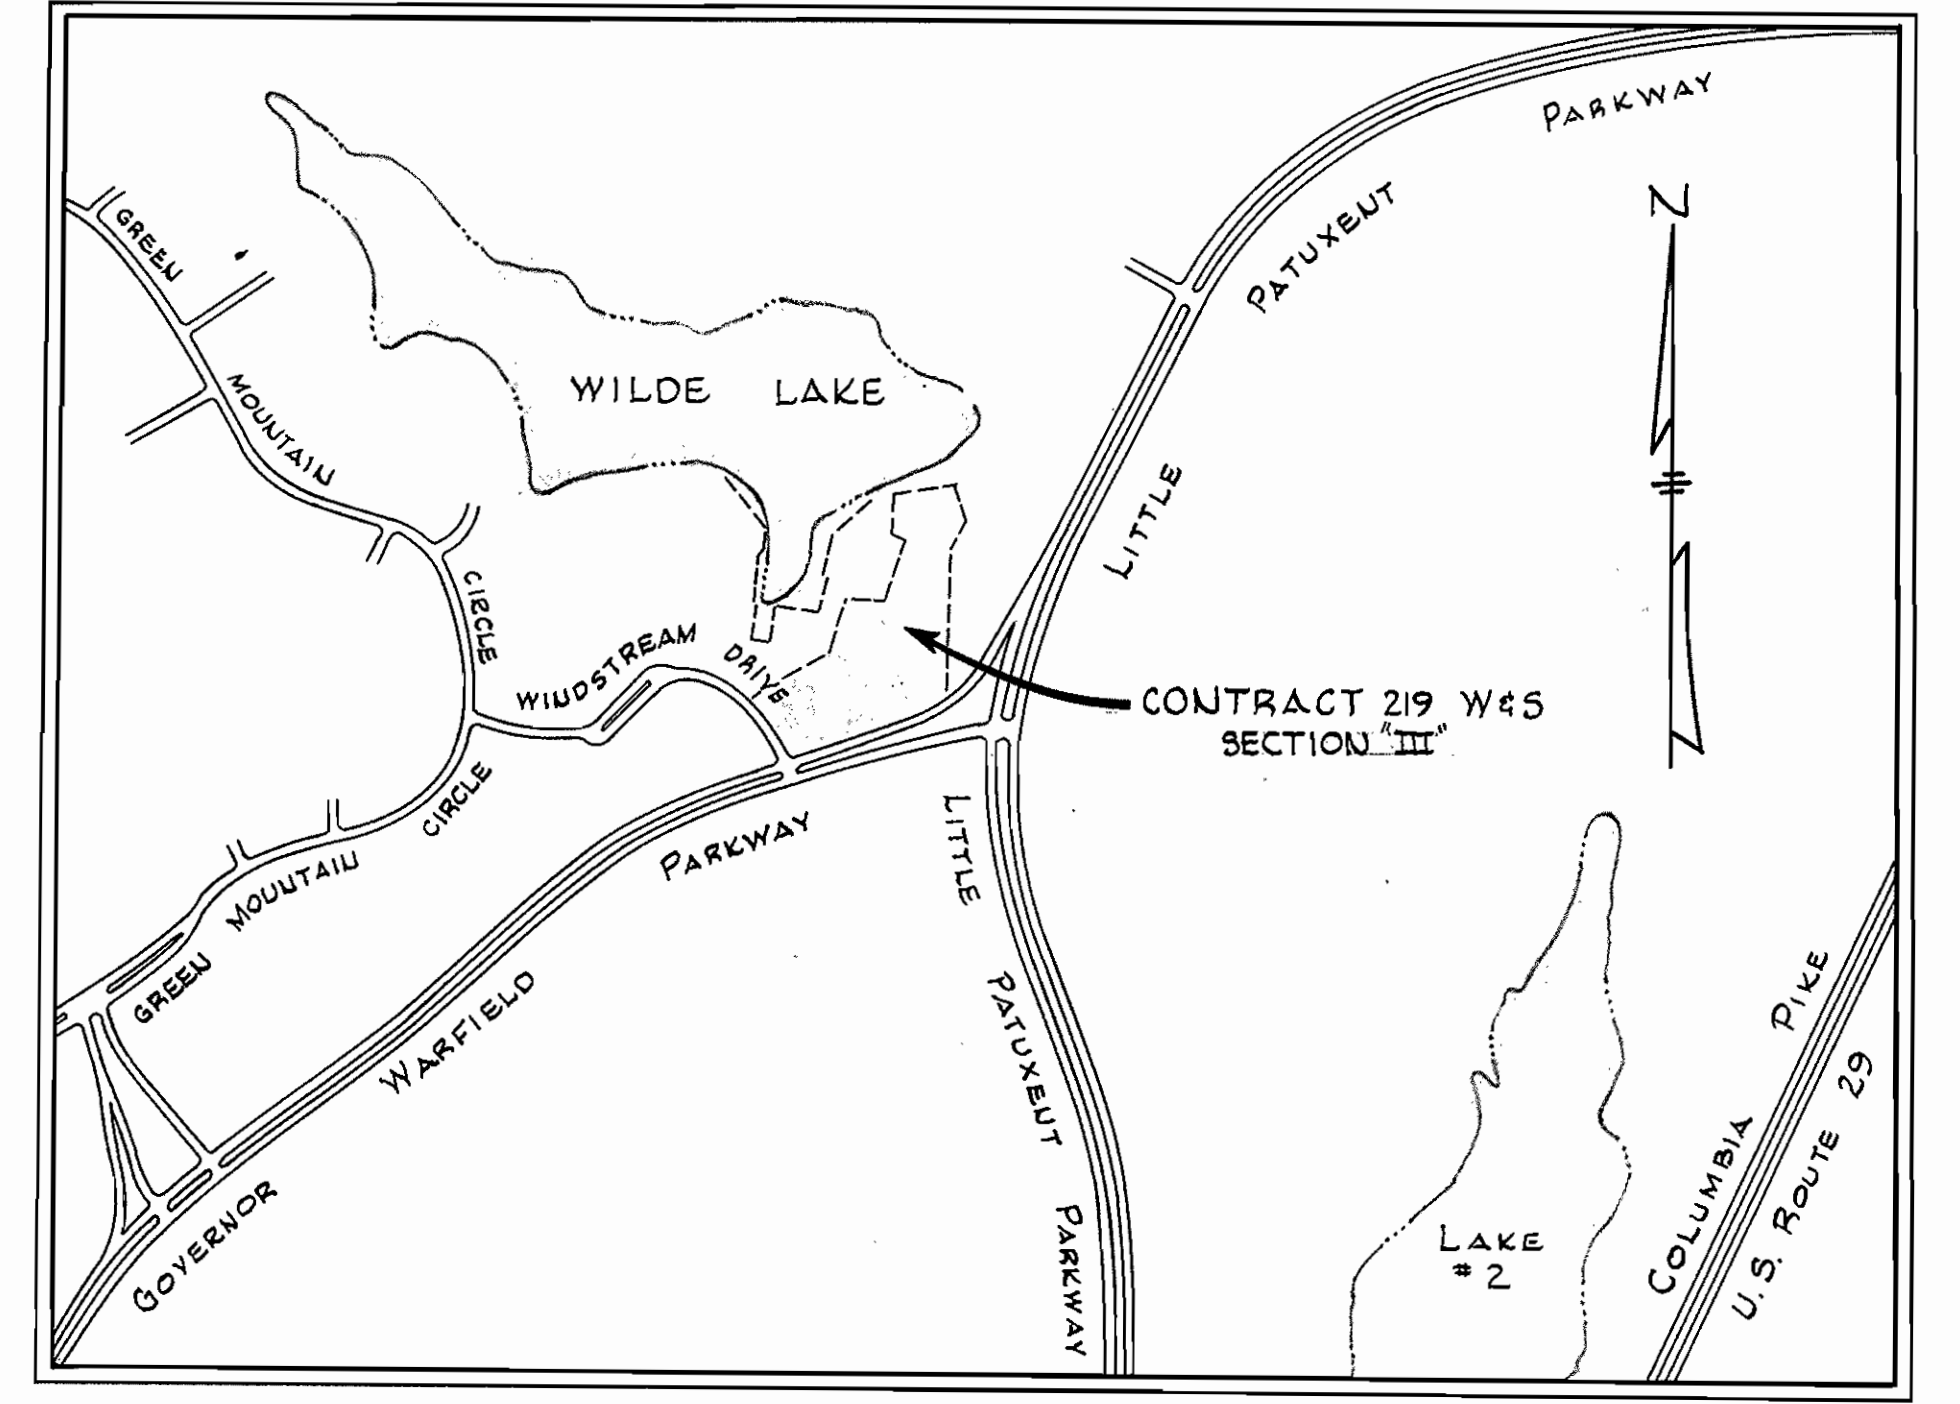 PARKWAY
PATUXENT
LITTLE
N
GREEN
MOUNTAIN
CIRCLE
WILDE LAKE
WINDSTREAM
DRIVE
CONTRACT 219 W&S
SECTION "III"
CIRCLE
MOUNTAIN
GREEN
PARKWAY
WARFIELD
GOVERNOR
LITTLE
PATUXENT
PARKWAY
LAKE
# 2
COLUMBIA PIKE
U.S. ROUTE 29